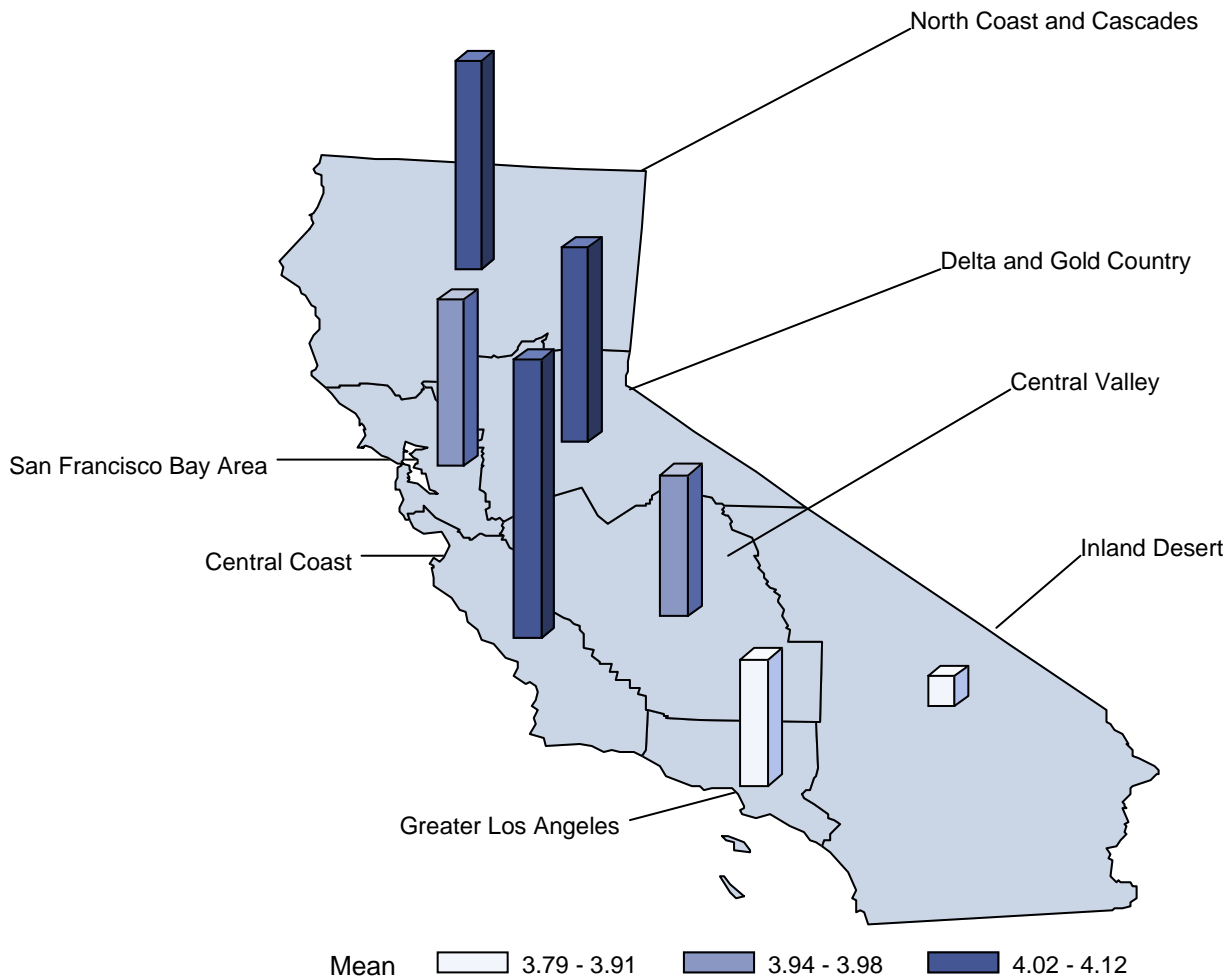 North Coast and Cascades
Delta and Gold Country
Central Valley
San Francisco Bay Area
Central Coast
Inland Desert
Greater Los Angeles
Mean 3.79 - 3.91 3.94 - 3.98 4.02 - 4.12